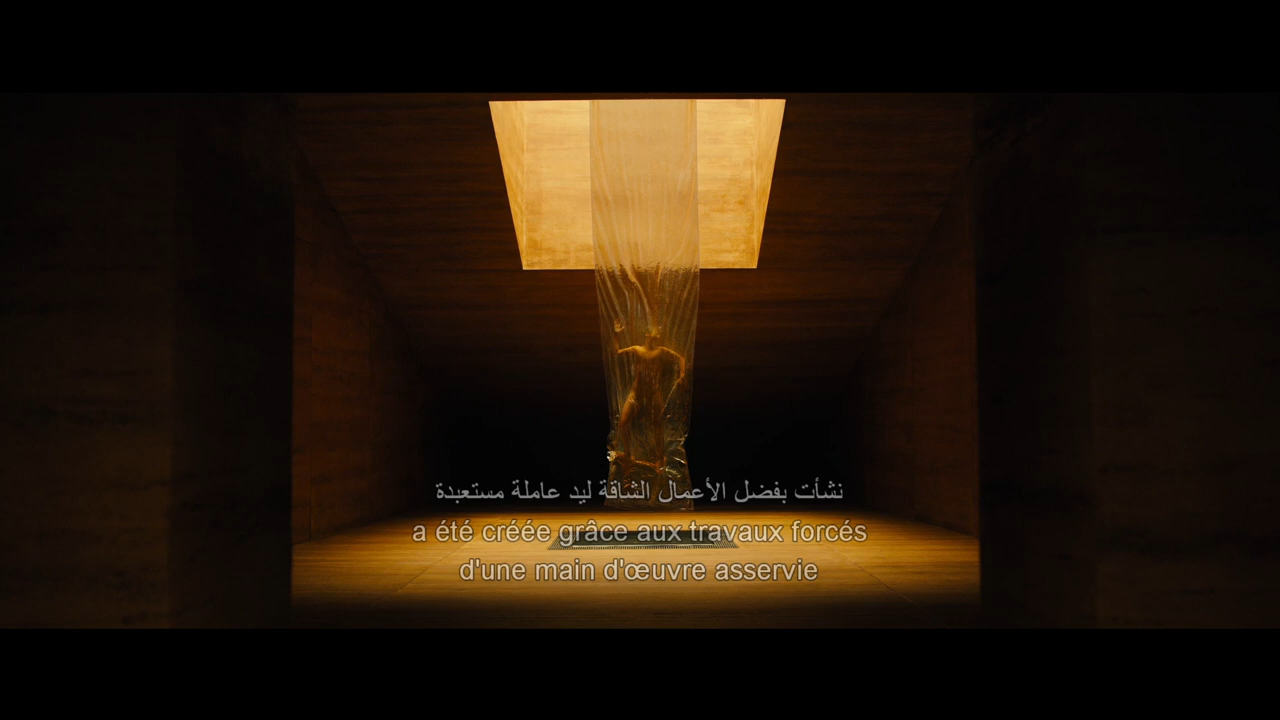 نشأت بفضل الأعمال الشاقة ليد عاملة مستعبدة
a été créée grâce aux travaux forcés
d'une main d'œuvre asservie